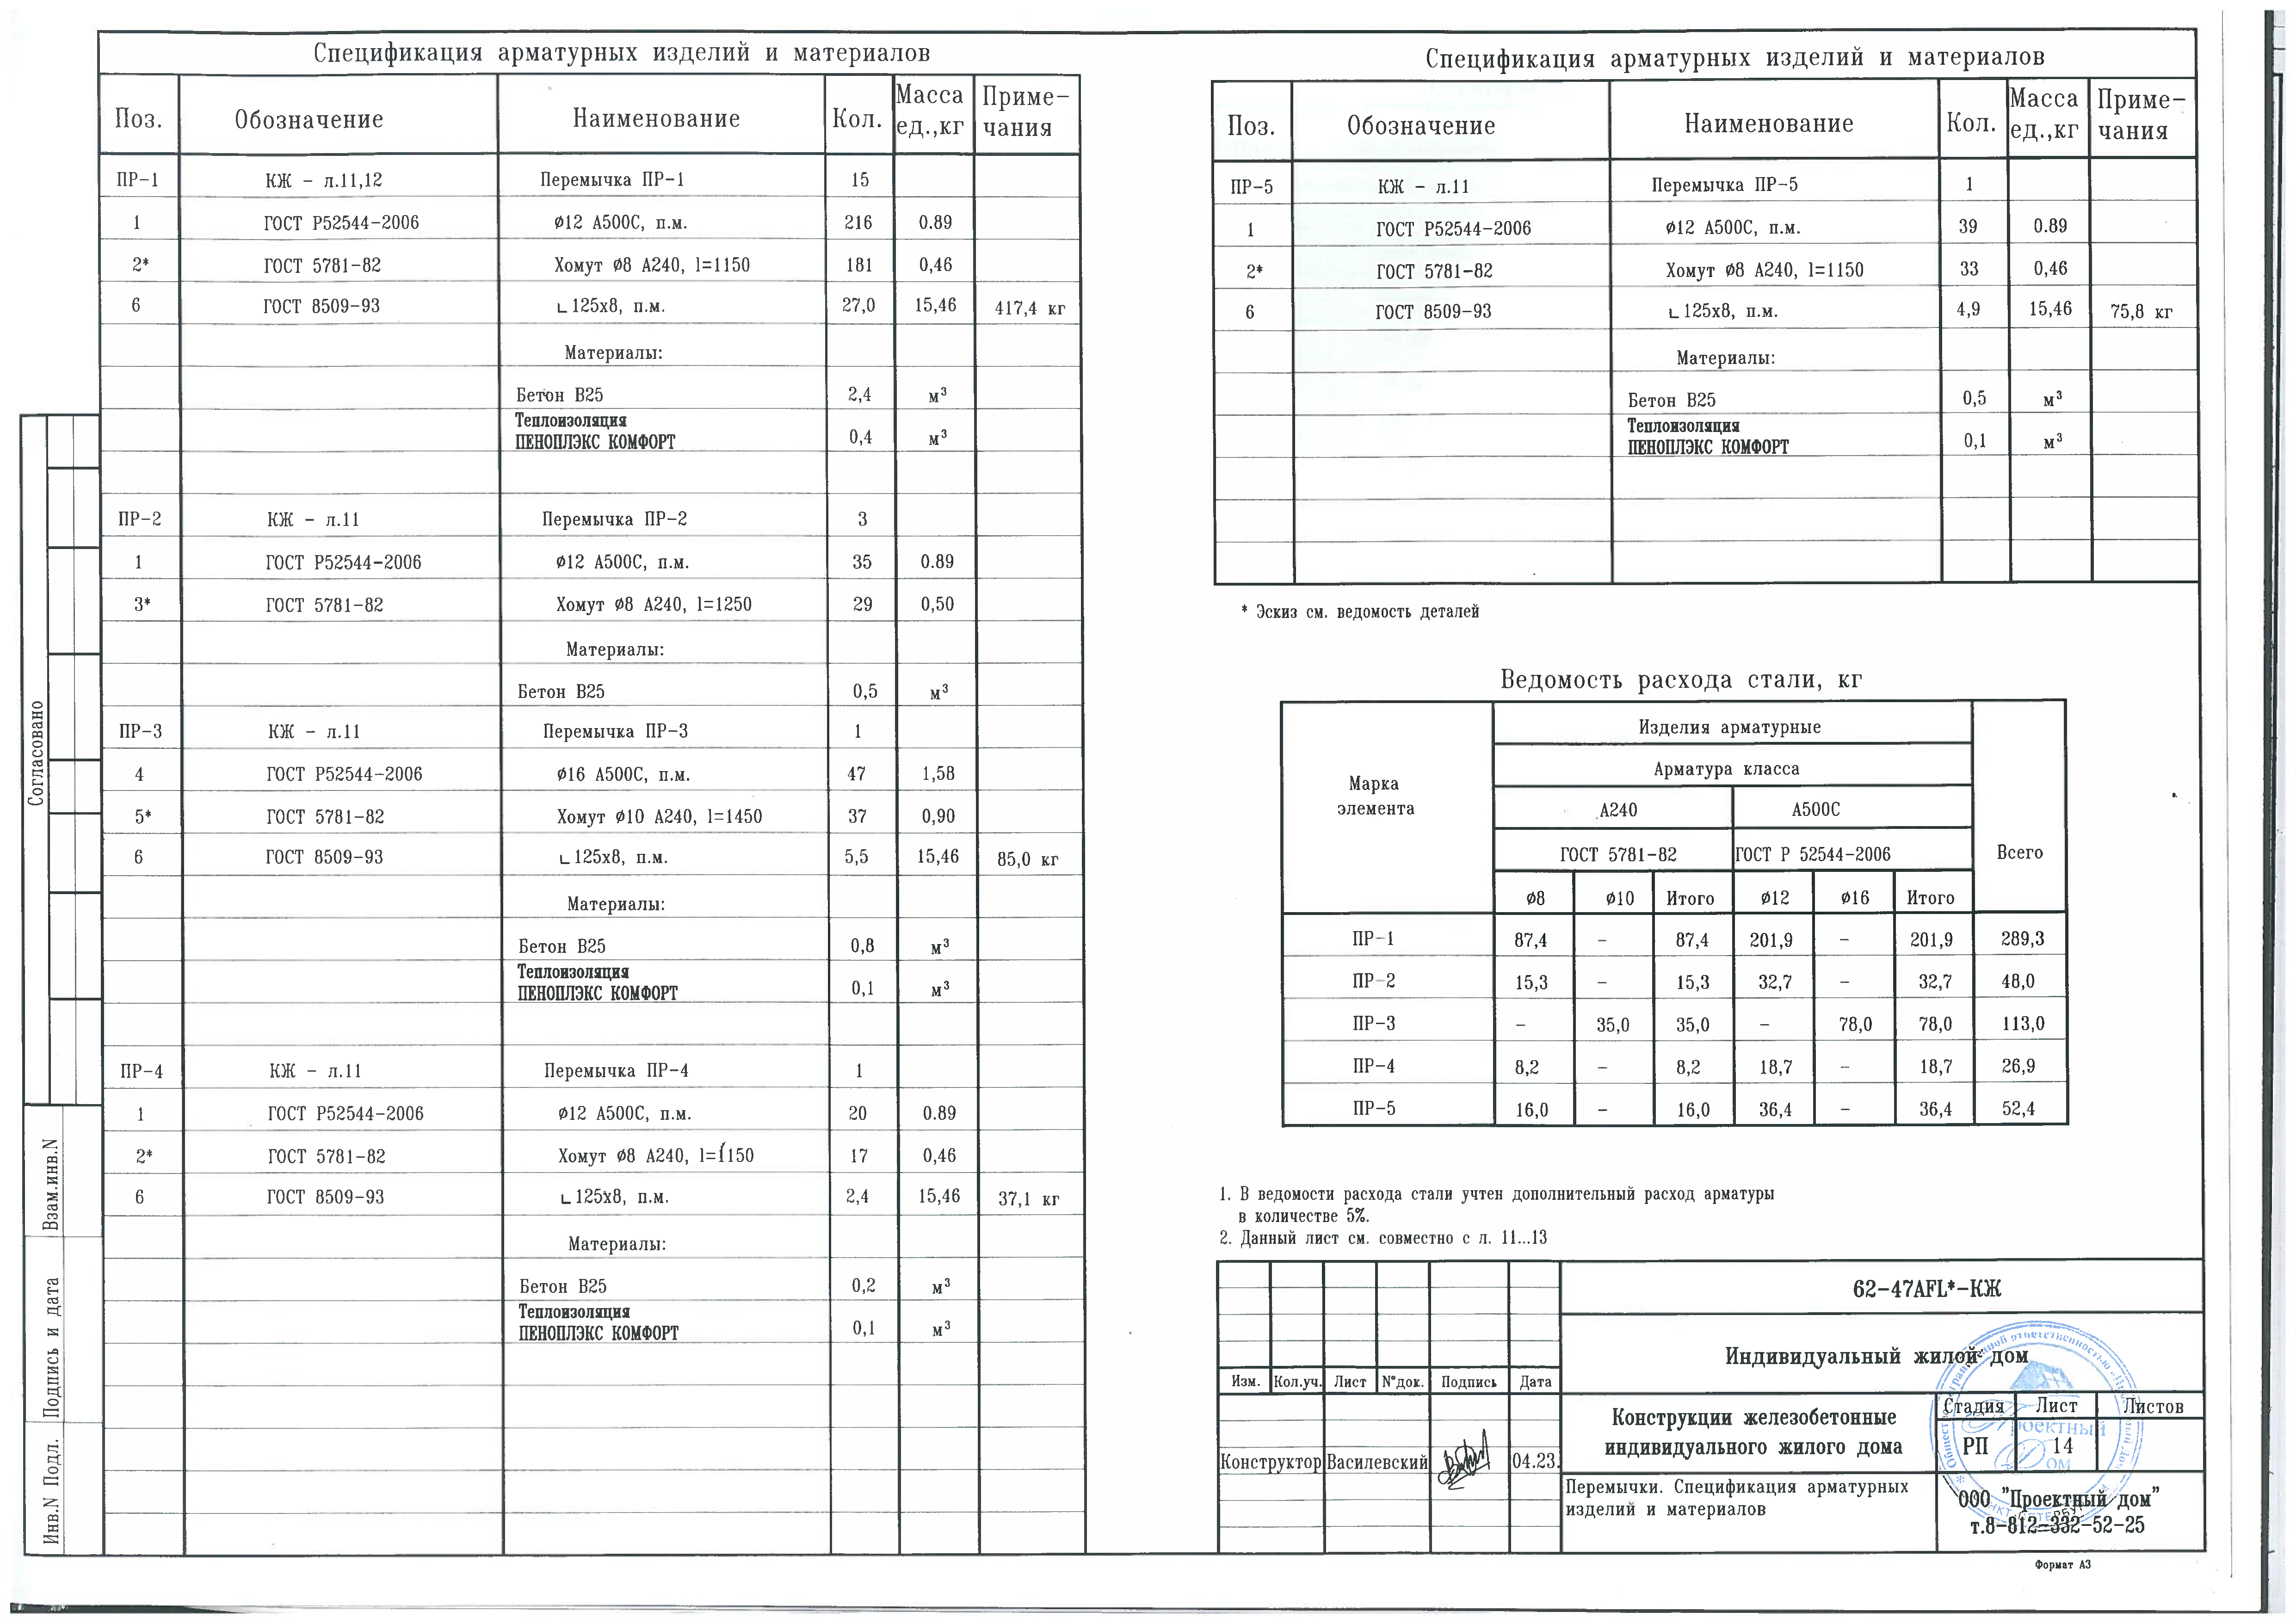 Спецификация арматурных изделий и материалов
Поз. Обозначение Наименование Кол. Масса ед.,кг Приме-чания
ПР-1 КЖ - л.11,12 Перемычка ПР-1 15
1 ГОСТ Р52544-2006 ϕ12 А500С, п.м. 216 0.89
2* ГОСТ 5781-82 Хомут ϕ8 А240, l=1150 181 0,46
6 ГОСТ 8509-93 ∟125х8, п.м. 27,0 15,46 417,4 кг
Материалы:
Бетон В25 2,4 м³
Теплоизоляция
ПЕНОПЛЭКС КОМФОРТ 0,4 м³
ПР-2 КЖ - л.11 Перемычка ПР-2 3
1 ГОСТ Р52544-2006 ϕ12 А500С, п.м. 35 0.89
3* ГОСТ 5781-82 Хомут ϕ8 А240, l=1250 29 0,50
Материалы:
Бетон В25 0,5 м³
ПР-3 КЖ - л.11 Перемычка ПР-3 1
4 ГОСТ Р52544-2006 ϕ16 А500С, п.м. 47 1,58
5* ГОСТ 5781-82 Хомут ϕ10 А240, l=1450 37 0,90
6 ГОСТ 8509-93 ∟125х8, п.м. 5,5 15,46 85,0 кг
Материалы:
Бетон В25 0,8 м³
Теплоизоляция
ПЕНОПЛЭКС КОМФОРТ 0,1 м³
ПР-4 КЖ - л.11 Перемычка ПР-4 1
1 ГОСТ Р52544-2006 ϕ12 А500С, п.м. 20 0.89
2* ГОСТ 5781-82 Хомут ϕ8 А240, l=1150 17 0,46
6 ГОСТ 8509-93 ∟125х8, п.м. 2,4 15,46 37,1 кг
Материалы:
Бетон В25 0,2 м³
Теплоизоляция
ПЕНОПЛЭКС КОМФОРТ 0,1 м³
Согласовано
Взам.инв.N
Подпись и дата
Инв.N Подл.
Спецификация арматурных изделий и материалов
Поз. Обозначение Наименование Кол. Масса ед.,кг Приме-чания
ПР-5 КЖ - л.11 Перемычка ПР-5 1
1 ГОСТ Р52544-2006 ϕ12 А500С, п.м. 39 0.89
2* ГОСТ 5781-82 Хомут ϕ8 А240, l=1150 33 0,46
6 ГОСТ 8509-93 ∟125х8, п.м. 4,9 15,46 75,8 кг
Материалы:
Бетон В25 0,5 м³
Теплоизоляция
ПЕНОПЛЭКС КОМФОРТ 0,1 м³
* Эскиз см. ведомость деталей
Ведомость расхода стали, кг
Марка элемента Изделия арматурные Всего
Арматура класса
А240 А500С
ГОСТ 5781-82 ГОСТ Р 52544-2006
ϕ8 ϕ10 Итого ϕ12 ϕ16 Итого
ПР-1 87,4 - 87,4 201,9 - 201,9 289,3
ПР-2 15,3 - 15,3 32,7 - 32,7 48,0
ПР-3 - 35,0 35,0 - 78,0 78,0 113,0
ПР-4 8,2 - 8,2 18,7 - 18,7 26,9
ПР-5 16,0 - 16,0 36,4 - 36,4 52,4
1. В ведомости расхода стали учтен дополнительный расход арматуры
в количестве 5%.
2. Данный лист см. совместно с л. 11...13
62-47AFL*-КЖ
Индивидуальный жилой дом
Изм. Кол.уч. Лист N°док. Подпись Дата
Конструкции железобетонные
индивидуального жилого дома
Стадия Лист Листов
РП 14
Конструктор Василевский 04.23.
Перемычки. Спецификация арматурных
изделий и материалов
ООО "Проектный дом"
т.8-812-332-52-25
Проектный
Дом
Формат А3